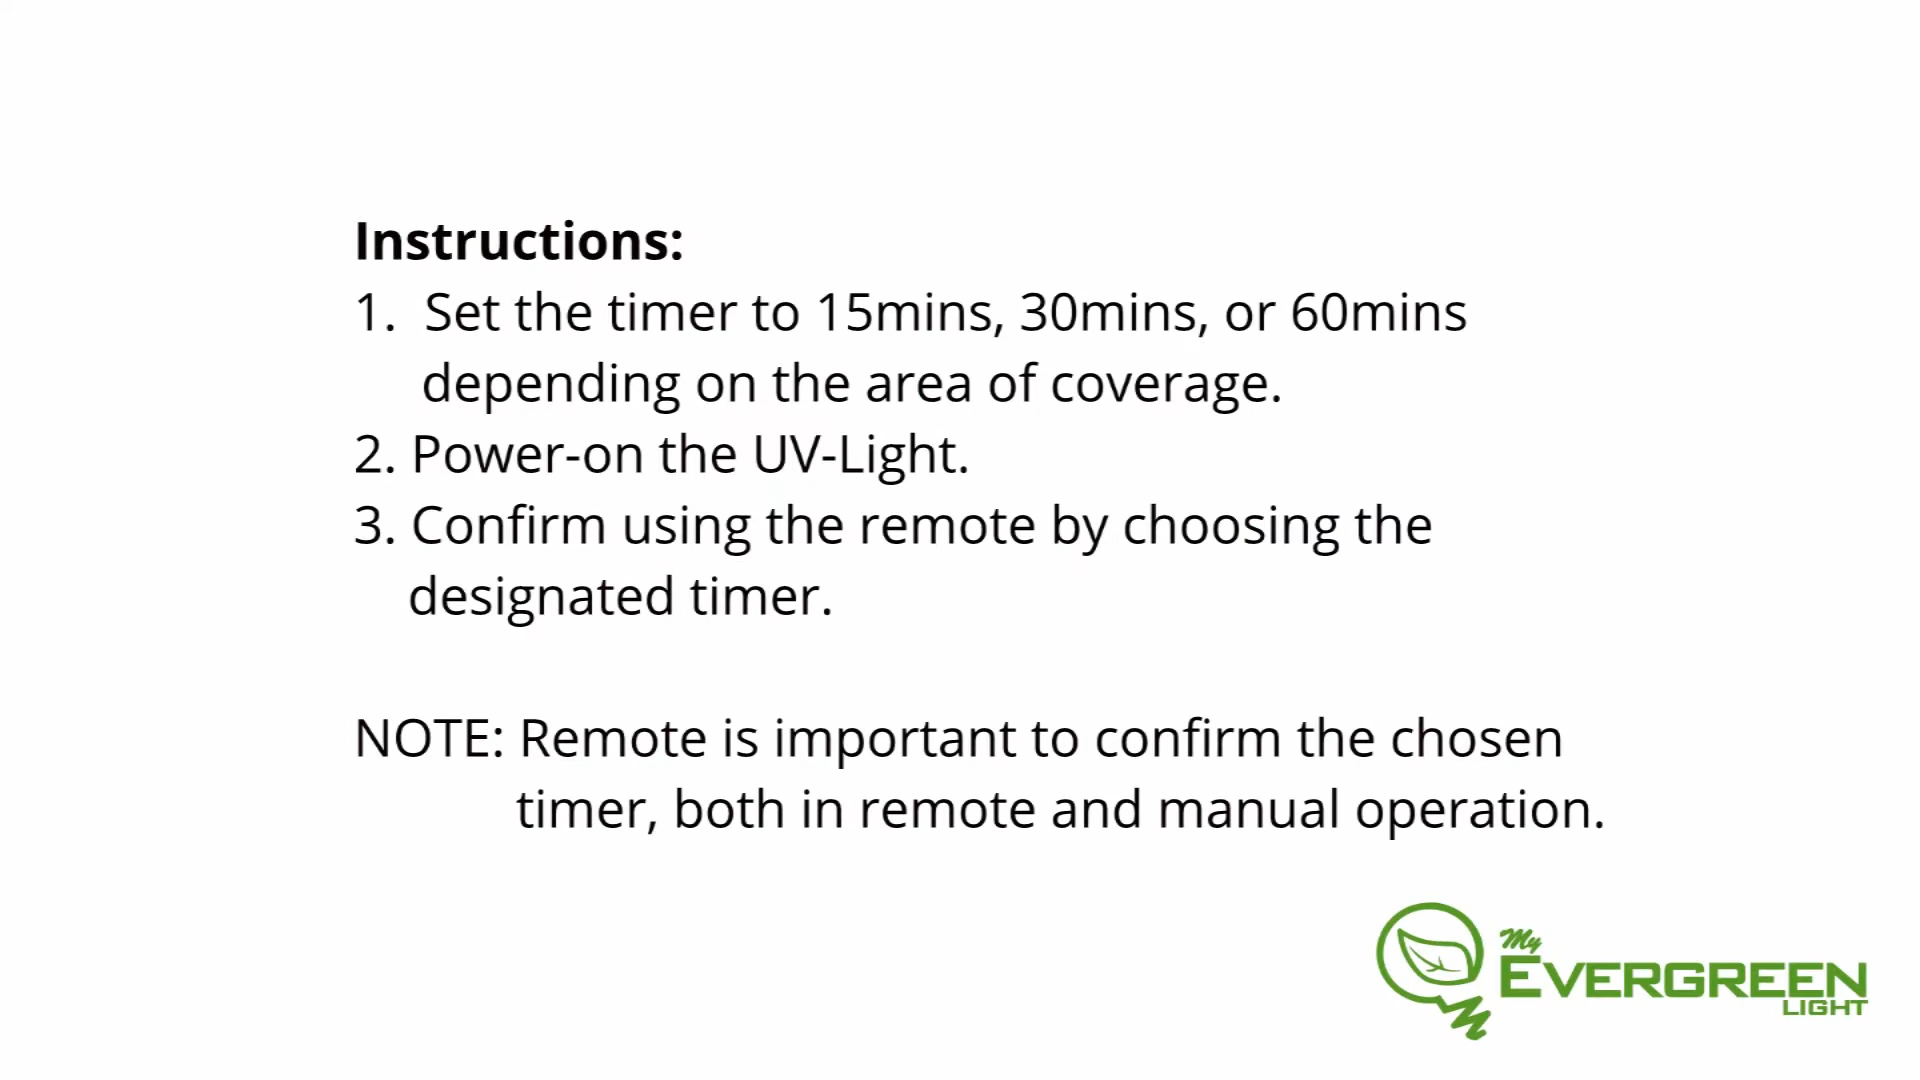 Instructions:
1. Set the timer to 15mins, 30mins, or 60mins
depending on the area of coverage.
2. Power-on the UV-Light.
3. Confirm using the remote by choosing the
designated timer.
NOTE: Remote is important to confirm the chosen
timer, both in remote and manual operation.
My
EVERGREEN
LIGHT